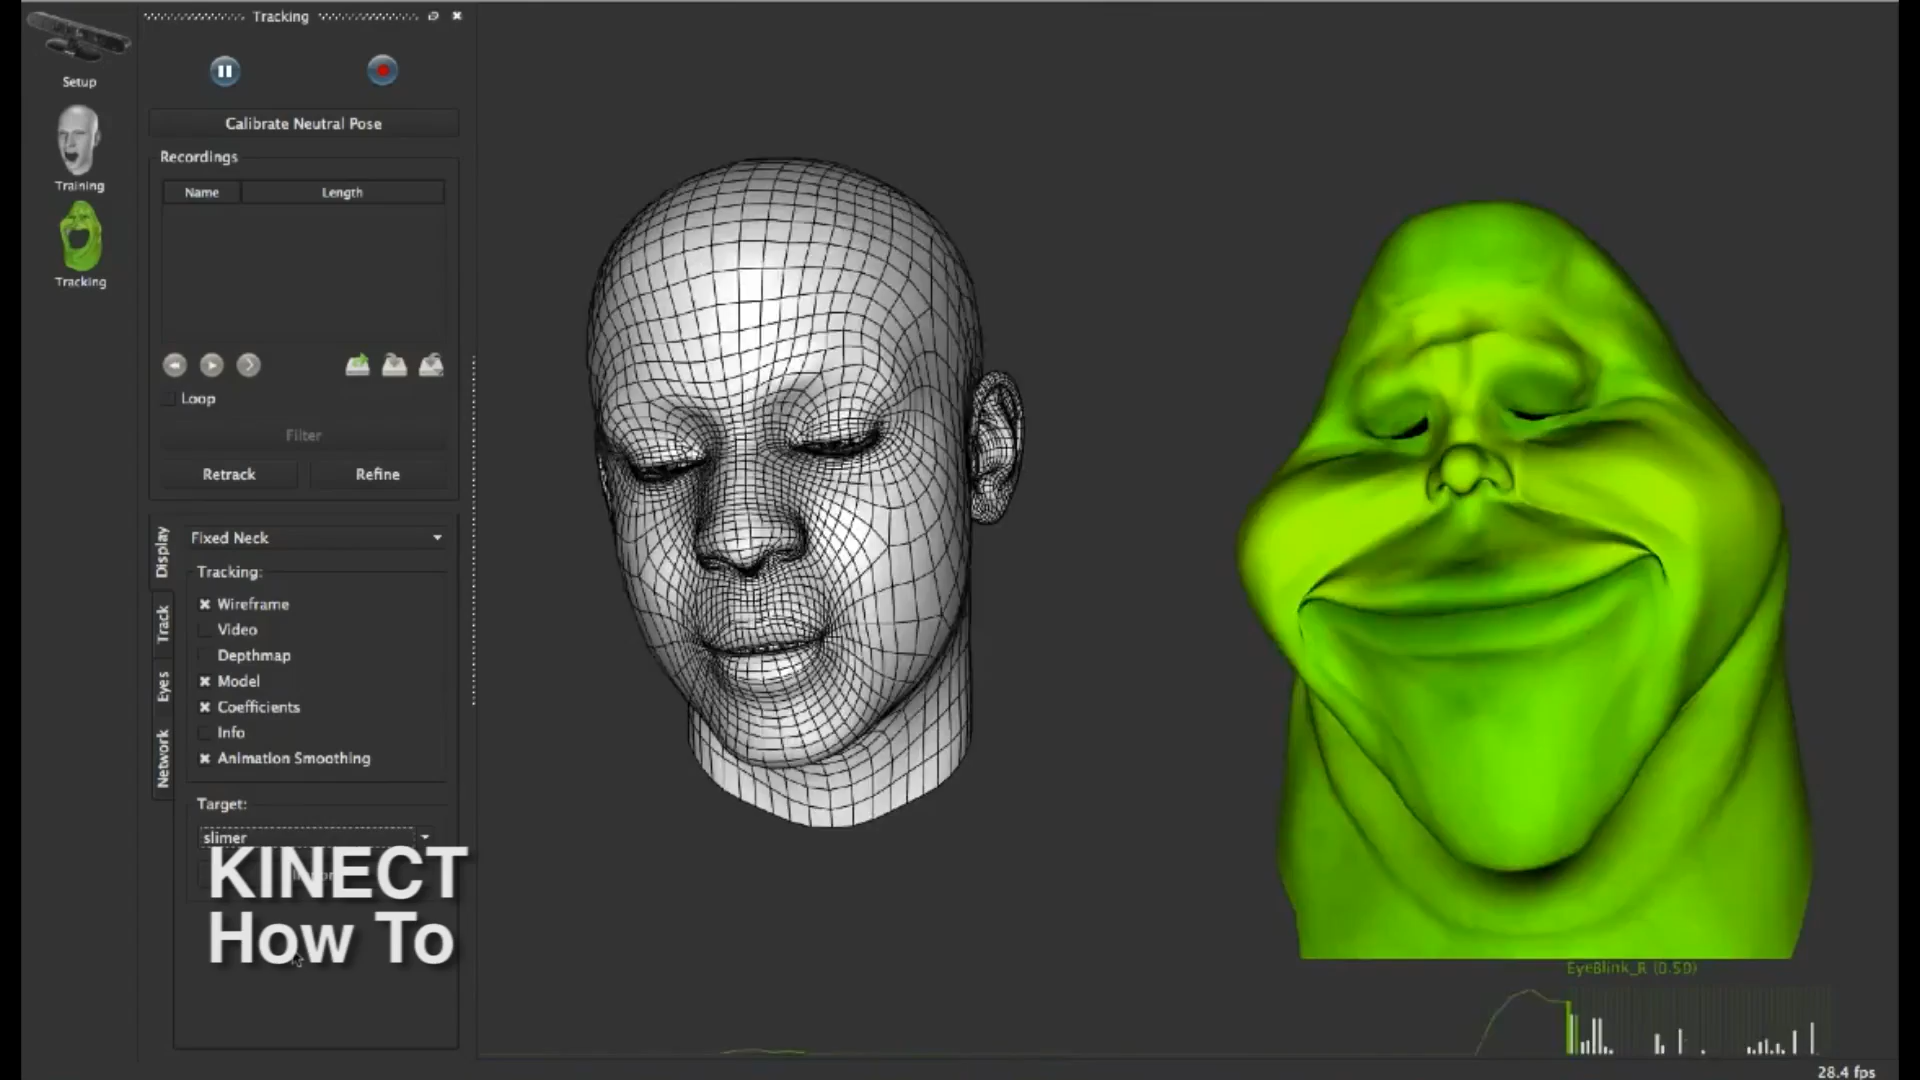 Tracking
Setup
Training
Tracking
Calibrate Neutral Pose
Recordings
Name Length
Loop
Filter
Retrack Refine
Display
Track
Eyes
Network
Fixed Neck
Tracking:
Wireframe
Video
Depthmap
Model
Coefficients
Info
Animation Smoothing
Target:
slimer
KINECT
How To
EyeBlink_R (0.50)
28.4 fps